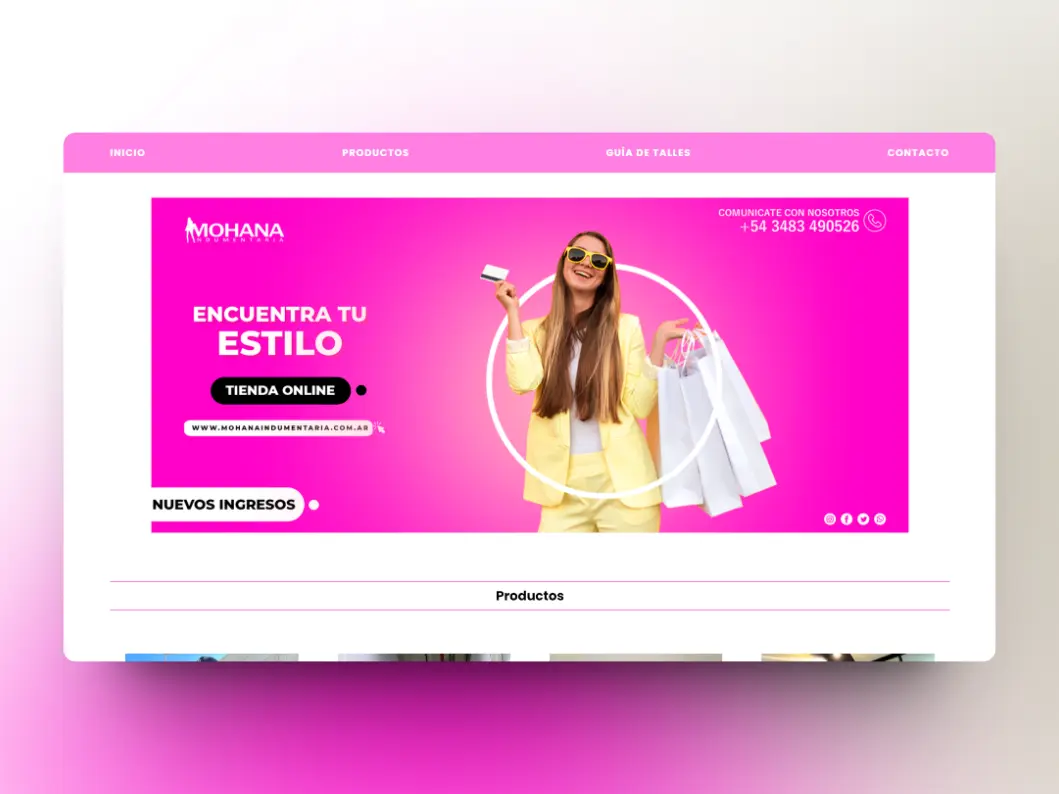 INICIO PRODUCTOS GUÍA DE TALLES CONTACTO
MOHANA
INDUMENTARIA
COMUNICATE CON NOSOTROS
+54 3483 490526
ENCUENTRA TU
ESTILO
TIENDA ONLINE
WWW.MOHANAINDUMENTARIA.COM.AR
NUEVOS INGRESOS
Productos